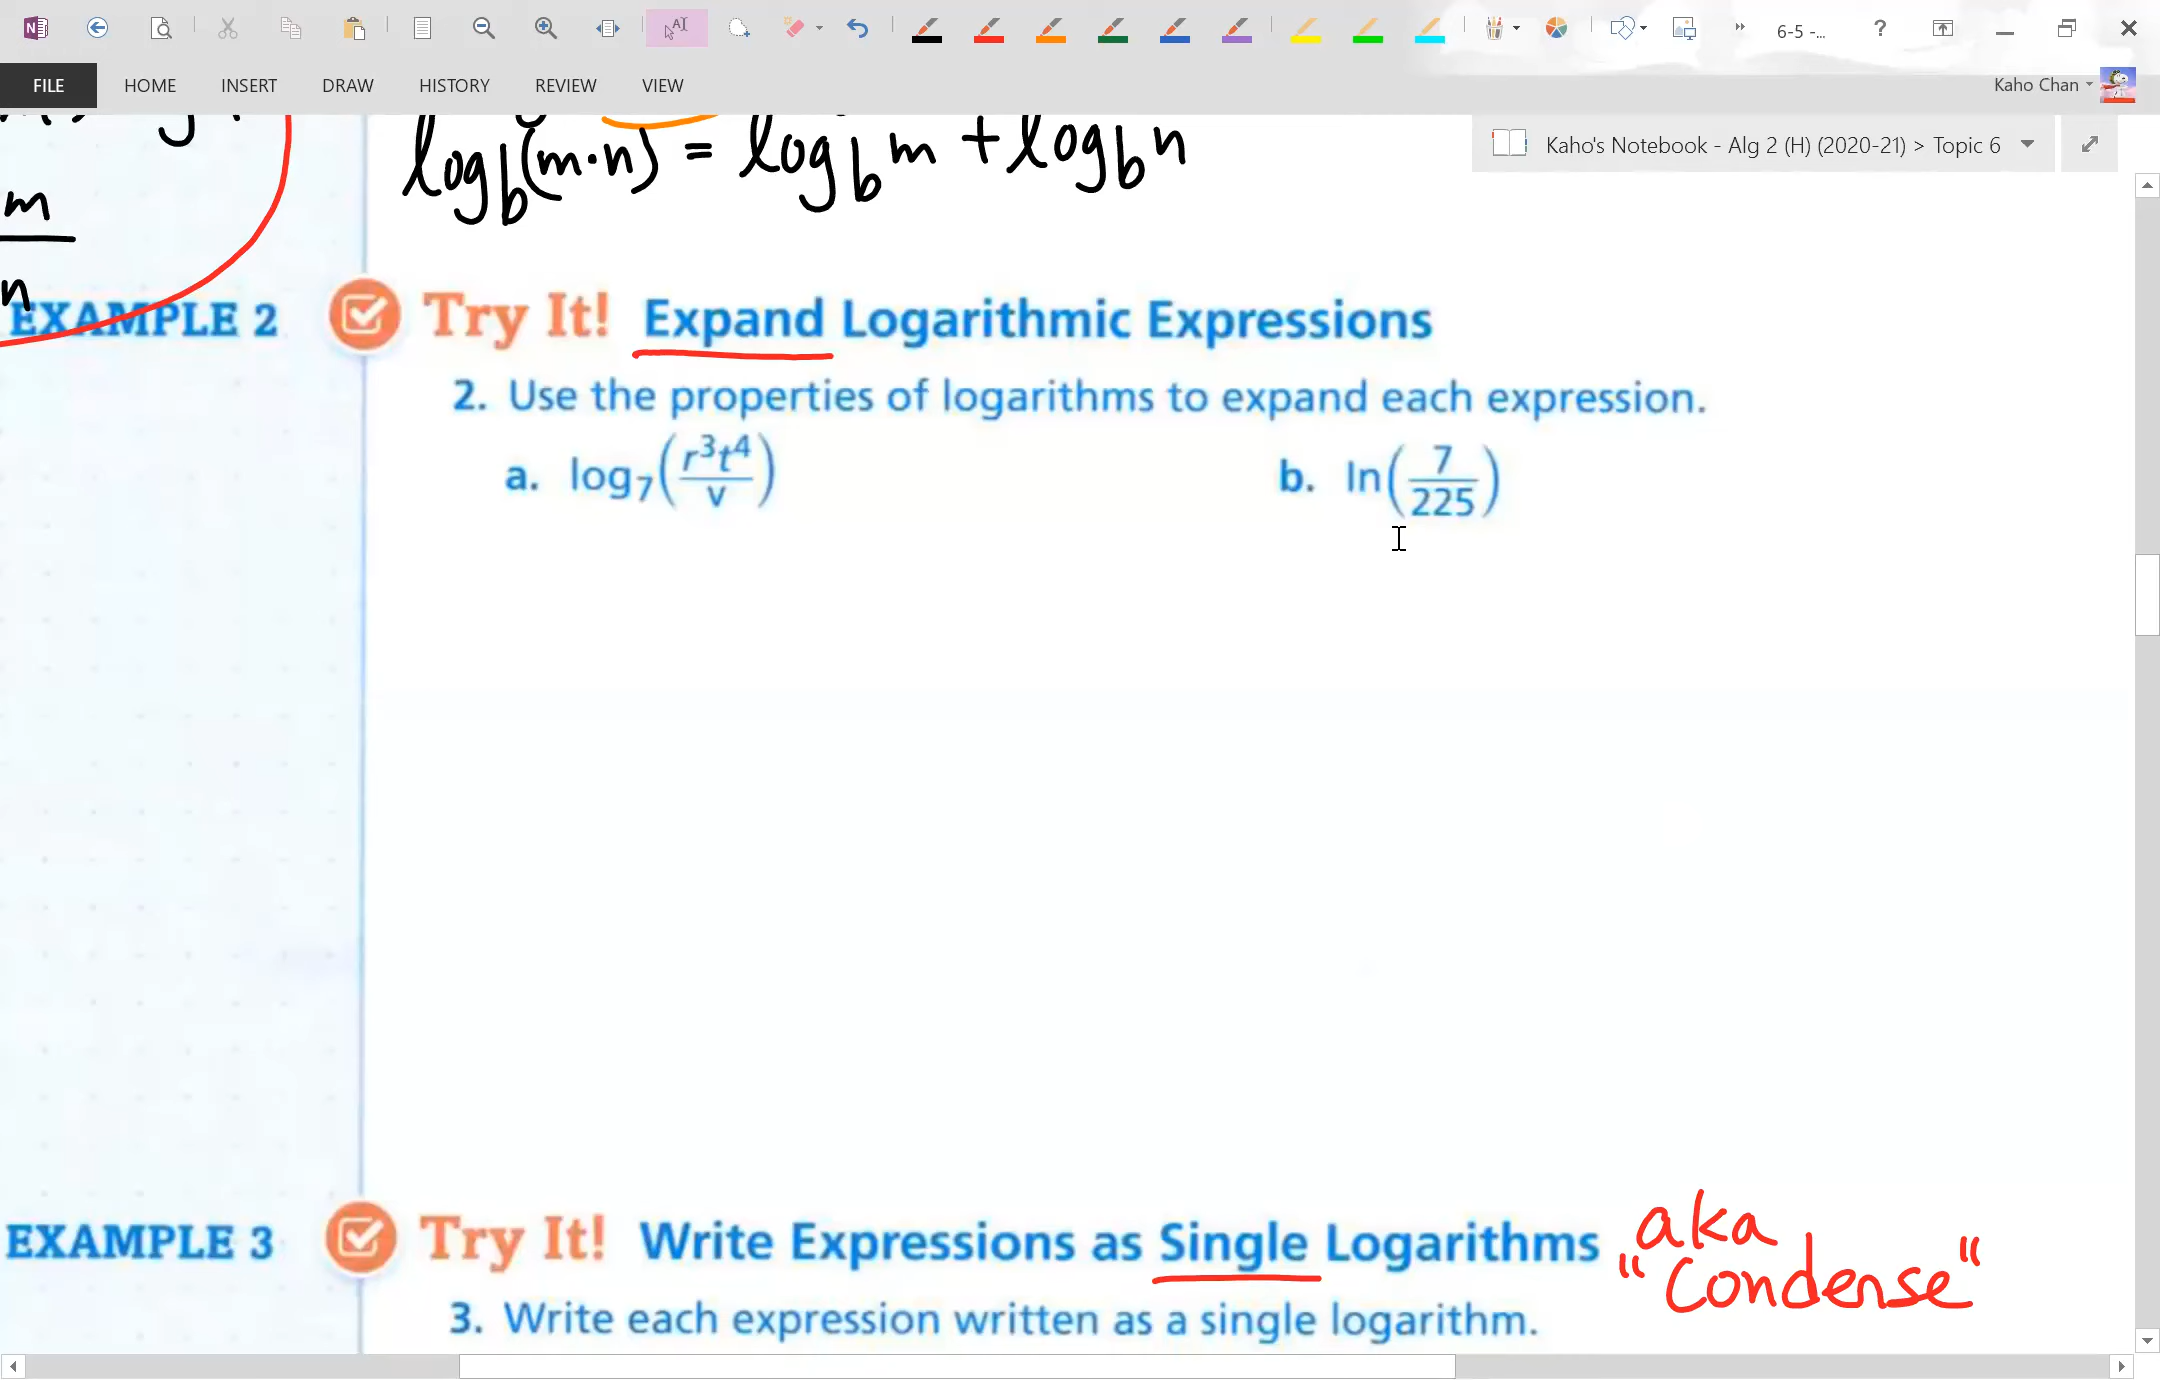 6-5 -...
FILE HOME INSERT DRAW HISTORY REVIEW VIEW
Kaho Chan
Kaho's Notebook - Alg 2 (H) (2020-21) > Topic 6
log_b(m·n) = log_b m + log_b n
m
n
EXAMPLE 2 Try It! Expand Logarithmic Expressions
2. Use the properties of logarithms to expand each expression.
a. log₇(r³t⁴/v) b. ln(7/225)
EXAMPLE 3 Try It! Write Expressions as Single Logarithms
aka
"Condense"
3. Write each expression written as a single logarithm.